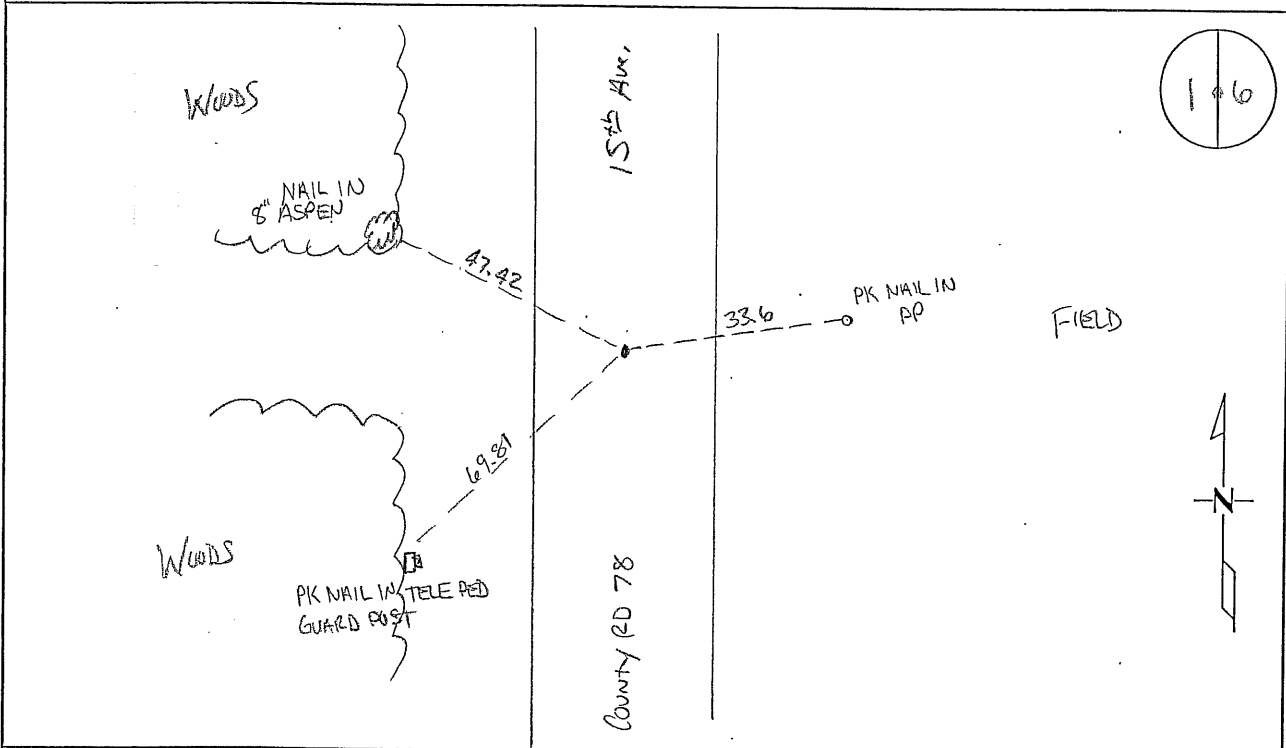 WOODS
15th Ave.
1 6
NAIL IN
8" ASPEN
47.42
33.6
PK NAIL IN
PP
FIELD
69.81
N
WOODS
PK NAIL IN TELE PED
GUARD POST
County RD 78